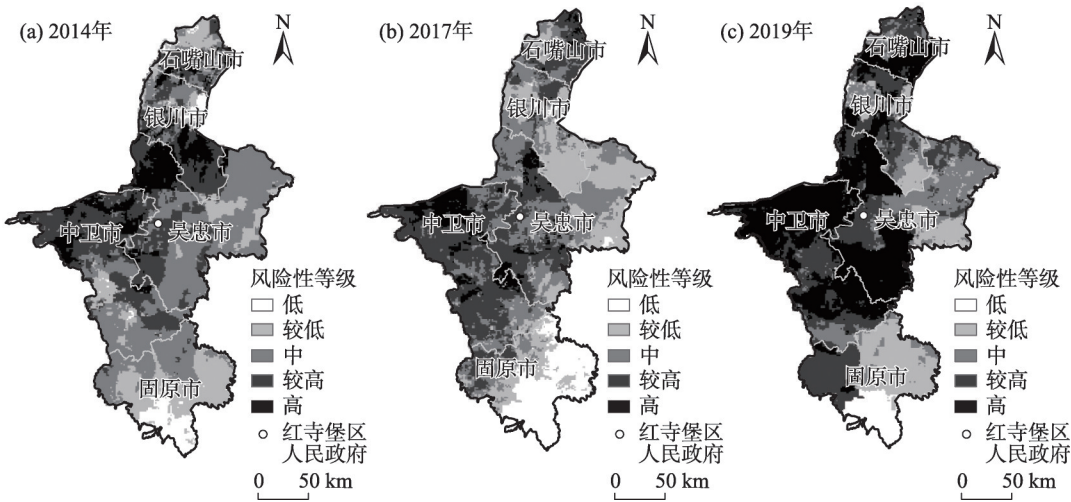 (a) 2014年
N
石嘴山市
银川市
中卫市
吴忠市
固原市
风险性等级
低
较低
中
较高
高
红寺堡区
人民政府
0 50 km
(b) 2017年
N
石嘴山市
银川市
中卫市
吴忠市
固原市
风险性等级
低
较低
中
较高
高
红寺堡区
人民政府
0 50 km
(c) 2019年
N
石嘴山市
银川市
中卫市
吴忠市
固原市
风险性等级
低
较低
中
较高
高
红寺堡区
人民政府
0 50 km